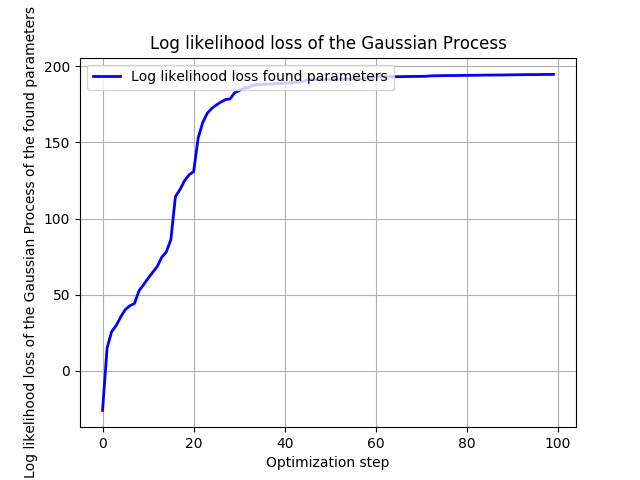 Log likelihood loss of the Gaussian Process
Log likelihood loss of the Gaussian Process of the found parameters
Log likelihood loss found parameters
200
150
100
50
0
0 20 40 60 80 100
Optimization step